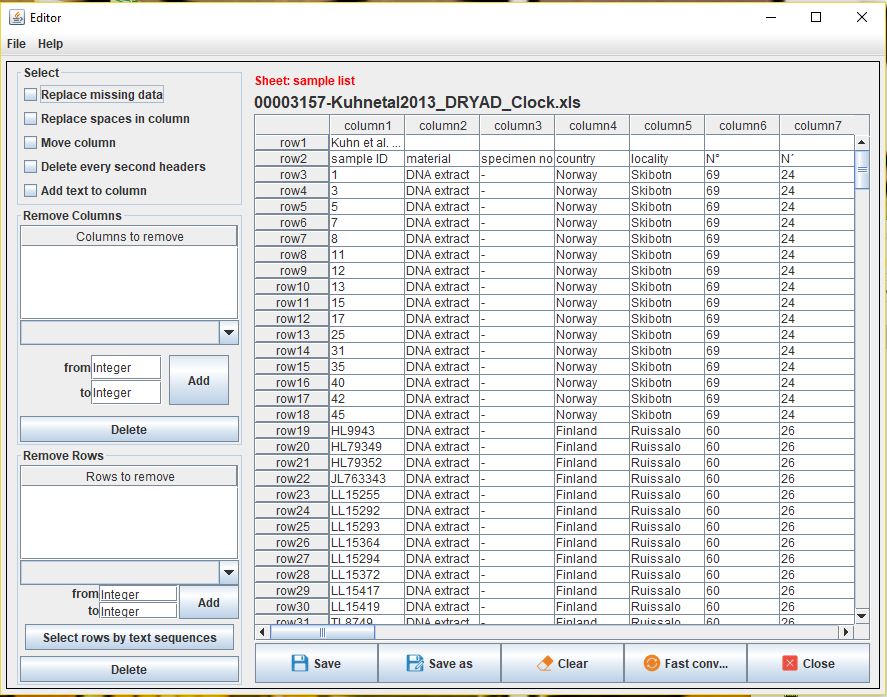 Editor
File Help
Select
Replace missing data
Replace spaces in column
Move column
Delete every second headers
Add text to column
Remove Columns
Columns to remove
from Integer
to Integer
Add
Delete
Remove Rows
Rows to remove
from Integer
to Integer
Add
Select rows by text sequences
Delete
Sheet: sample list
00003157-Kuhnetal2013_DRYAD_Clock.xls
column1 column2 column3 column4 column5 column6 column7
row1 Kuhn et al. ...
row2 sample ID material specimen no country locality N° N´
row3 1 DNA extract - Norway Skibotn 69 24
row4 3 DNA extract - Norway Skibotn 69 24
row5 5 DNA extract - Norway Skibotn 69 24
row6 7 DNA extract - Norway Skibotn 69 24
row7 8 DNA extract - Norway Skibotn 69 24
row8 11 DNA extract - Norway Skibotn 69 24
row9 12 DNA extract - Norway Skibotn 69 24
row10 13 DNA extract - Norway Skibotn 69 24
row11 15 DNA extract - Norway Skibotn 69 24
row12 17 DNA extract - Norway Skibotn 69 24
row13 25 DNA extract - Norway Skibotn 69 24
row14 31 DNA extract - Norway Skibotn 69 24
row15 35 DNA extract - Norway Skibotn 69 24
row16 40 DNA extract - Norway Skibotn 69 24
row17 42 DNA extract - Norway Skibotn 69 24
row18 45 DNA extract - Norway Skibotn 69 24
row19 HL9943 DNA extract - Finland Ruissalo 60 26
row20 HL79349 DNA extract - Finland Ruissalo 60 26
row21 HL79352 DNA extract - Finland Ruissalo 60 26
row22 JL763343 DNA extract - Finland Ruissalo 60 26
row23 LL15255 DNA extract - Finland Ruissalo 60 26
row24 LL15292 DNA extract - Finland Ruissalo 60 26
row25 LL15293 DNA extract - Finland Ruissalo 60 26
row26 LL15364 DNA extract - Finland Ruissalo 60 26
row27 LL15294 DNA extract - Finland Ruissalo 60 26
row28 LL15372 DNA extract - Finland Ruissalo 60 26
row29 LL15417 DNA extract - Finland Ruissalo 60 26
row30 LL15419 DNA extract - Finland Ruissalo 60 26
row31 TL8749 DNA extract - Finland Ruissalo 60 26
Save Save as Clear Fast conv... Close